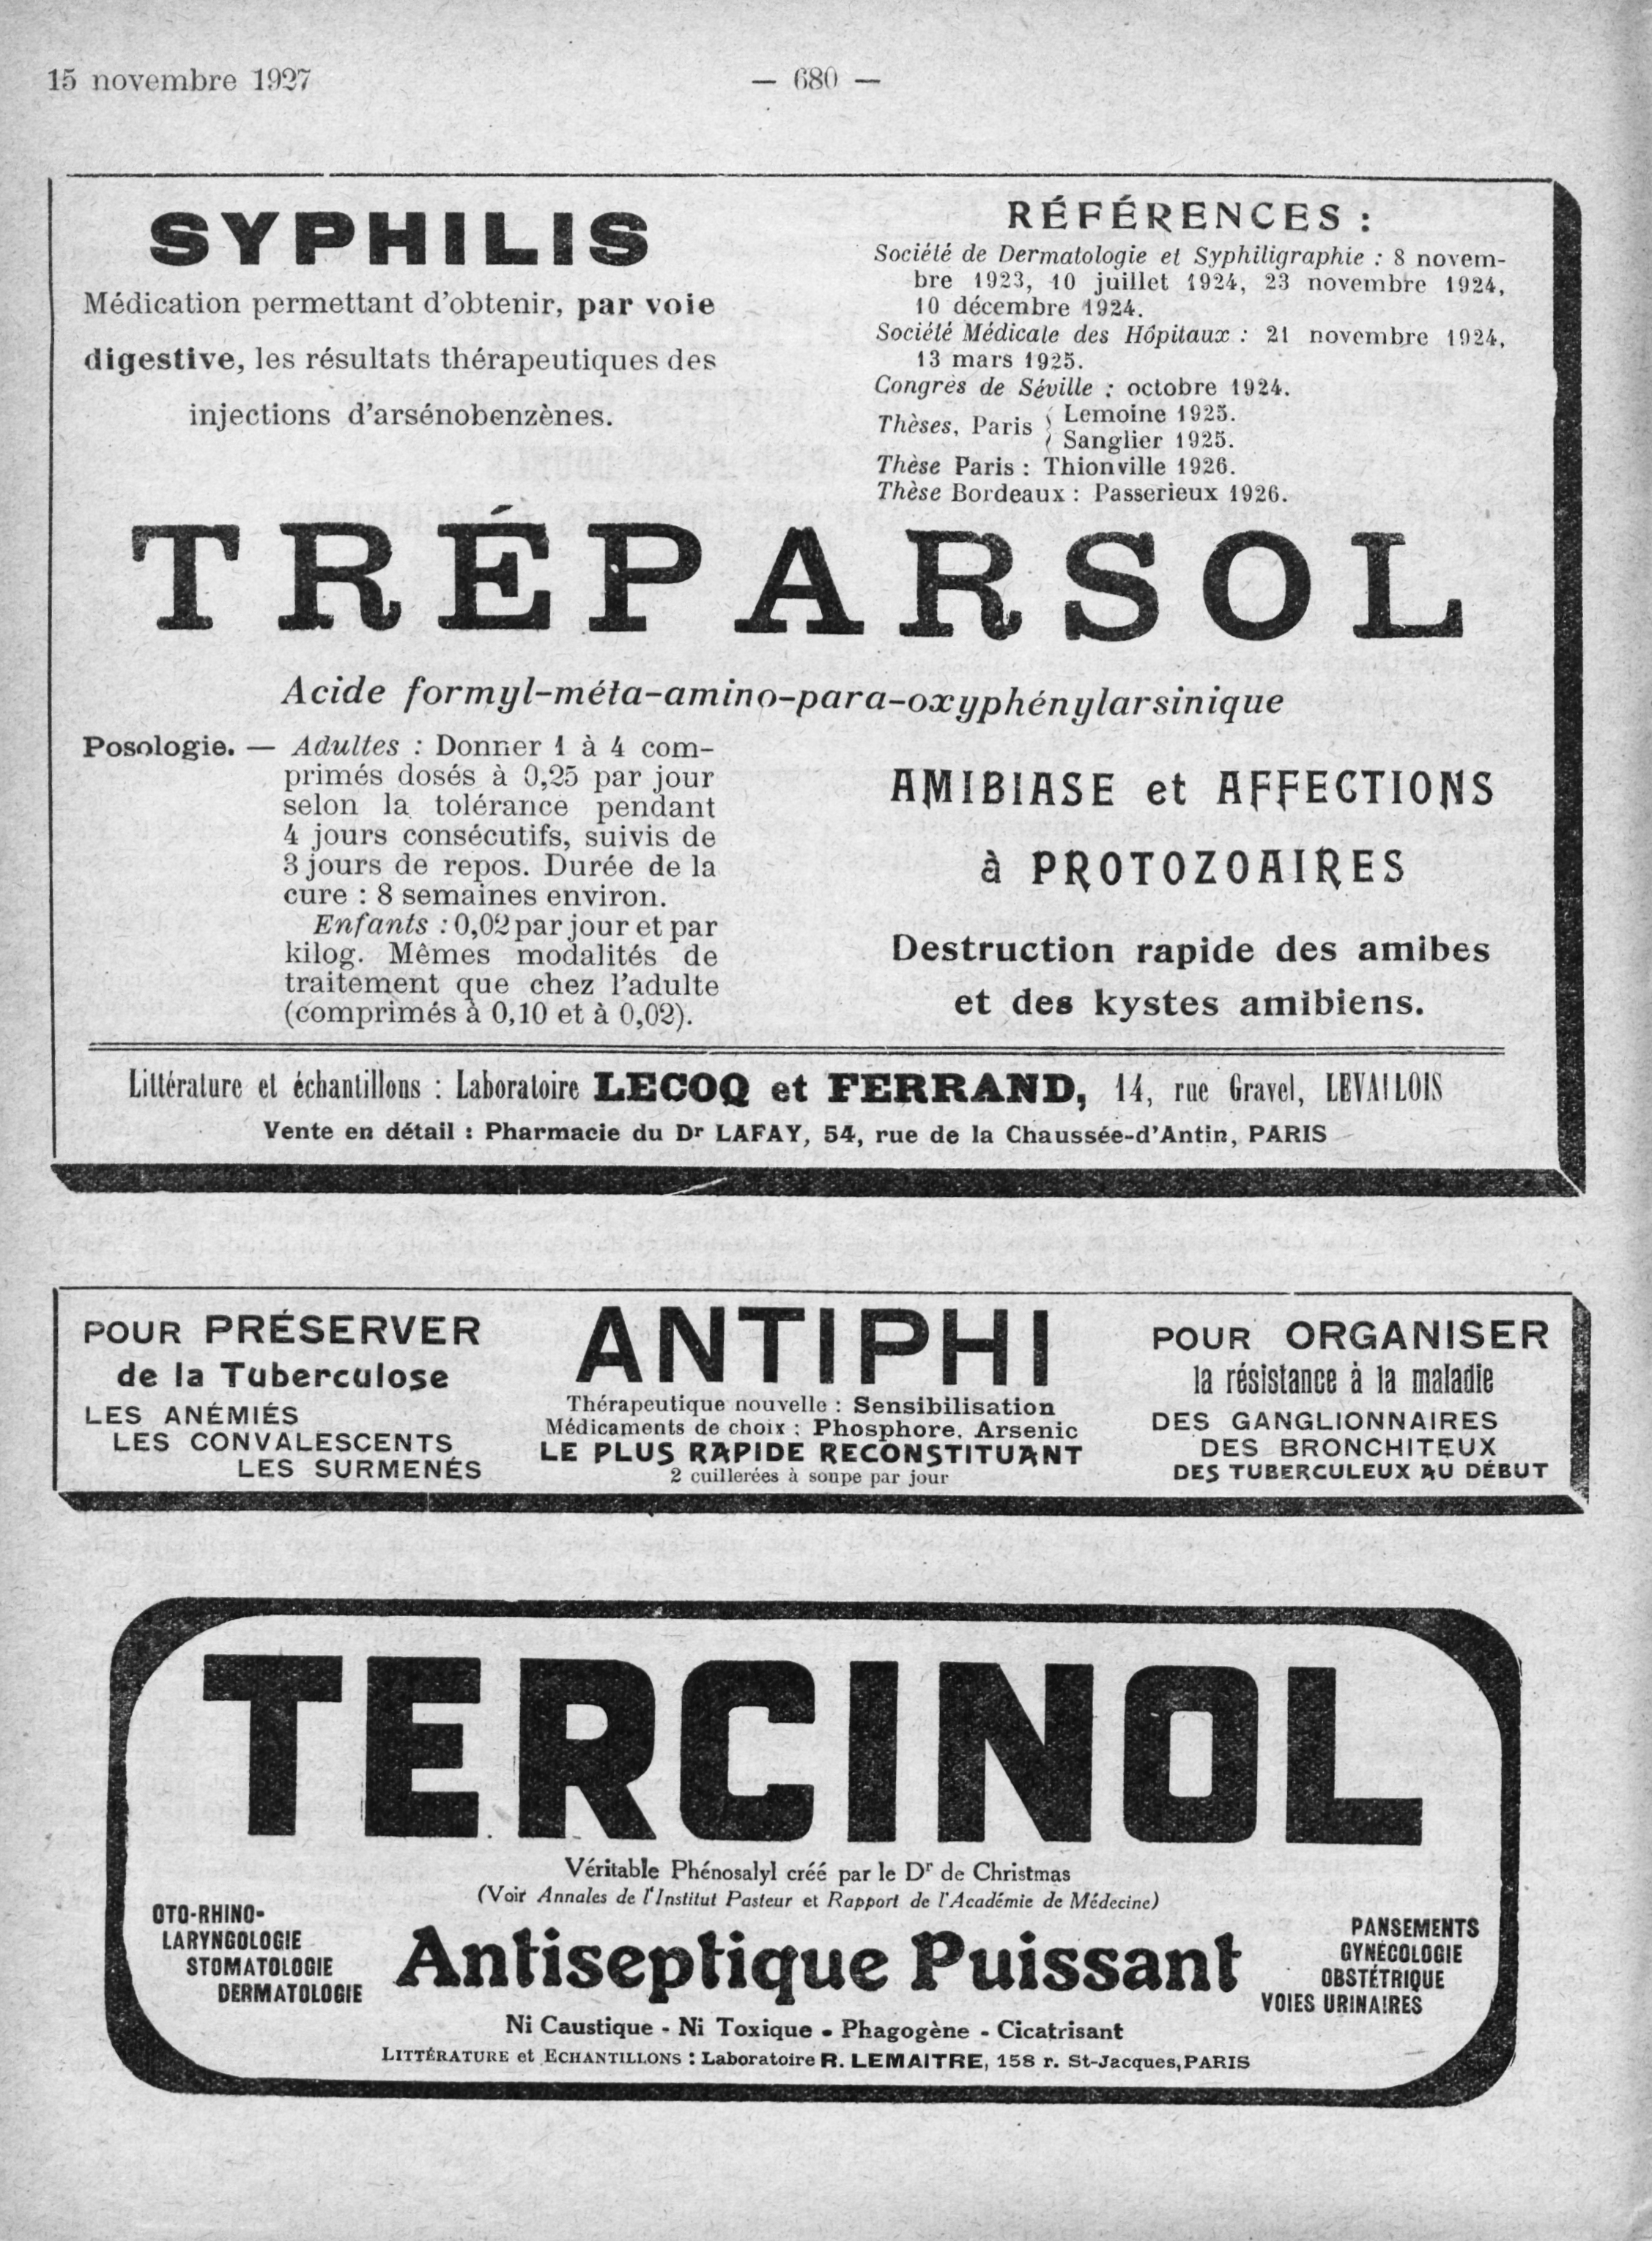 15 novembre 1927
— 680 —
SYPHILIS
Médication permettant d'obtenir, par voie
digestive, les résultats thérapeutiques des
injections d'arsénobenzènes.
RÉFÉRENCES :
Société de Dermatologie et Syphiligraphie : 8 novem-
bre 1923, 10 juillet 1924, 23 novembre 1924,
10 décembre 1924.
Société Médicale des Hôpitaux : 21 novembre 1924,
13 mars 1925.
Congrès de Séville : octobre 1924.
Thèses, Paris { Lemoine 1925.
Sanglier 1925.
Thèse Paris : Thionville 1926.
Thèse Bordeaux : Passerieux 1926.
TRÉPARSOL
Acide formyl-méta-amino-para-oxyphénylarsinique
Posologie. — Adultes : Donner 1 à 4 com-
primés dosés à 0,25 par jour
selon la tolérance pendant
4 jours consécutifs, suivis de
3 jours de repos. Durée de la
cure : 8 semaines environ.
Enfants : 0,02 par jour et par
kilog. Mêmes modalités de
traitement que chez l'adulte
(comprimés à 0,10 et à 0,02).
AMIBIASE et AFFECTIONS
à PROTOZOAIRES
Destruction rapide des amibes
et des kystes amibiens.
Littérature et échantillons : Laboratoire LECOQ et FERRAND, 14, rue Gravel, LEVALLOIS
Vente en détail : Pharmacie du Dr LAFAY, 54, rue de la Chaussée-d'Antin, PARIS
POUR PRÉSERVER
de la Tuberculose
LES ANÉMIÉS
LES CONVALESCENTS
LES SURMENÉS
ANTIPHI
Thérapeutique nouvelle : Sensibilisation
Médicaments de choix : Phosphore. Arsenic
LE PLUS RAPIDE RECONSTITUANT
2 cuillerées à soupe par jour
POUR ORGANISER
la résistance à la maladie
DES GANGLIONNAIRES
DES BRONCHITEUX
DES TUBERCULEUX AU DÉBUT
TERCINOL
Véritable Phénosalyl créé par le Dr de Christmas
(Voir Annales de l'Institut Pasteur et Rapport de l'Académie de Médecine)
OTO-RHINO-
LARYNGOLOGIE
STOMATOLOGIE
DERMATOLOGIE
Antiseptique Puissant
PANSEMENTS
GYNÉCOLOGIE
OBSTÉTRIQUE
VOIES URINAIRES
Ni Caustique - Ni Toxique - Phagogène - Cicatrisant
LITTÉRATURE et ECHANTILLONS : Laboratoire R. LEMAITRE, 158 r. St-Jacques, PARIS